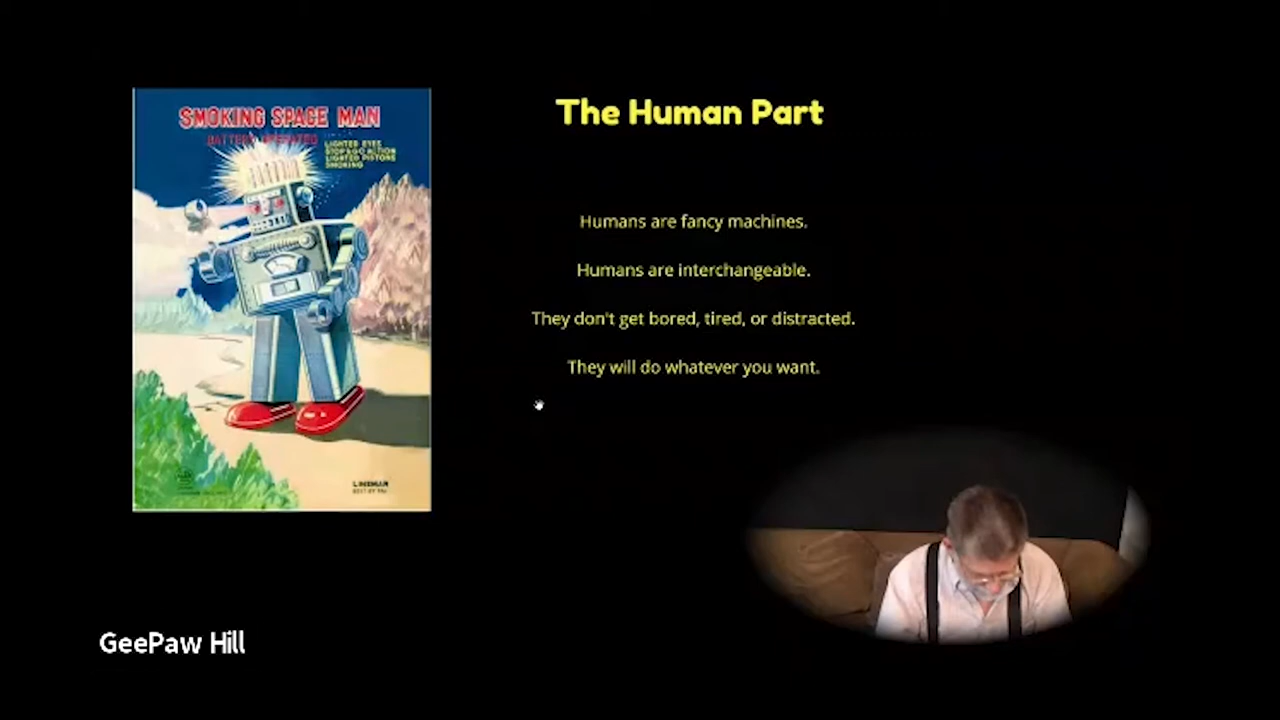 SMOKING SPACE MAN
BATTERY OPERATED
LIGHTED EYES
STOP&GO ACTION
LIGHTED PISTONS
SMOKING
LINEMAR
The Human Part
Humans are fancy machines.
Humans are interchangeable.
They don't get bored, tired, or distracted.
They will do whatever you want.
GeePaw Hill